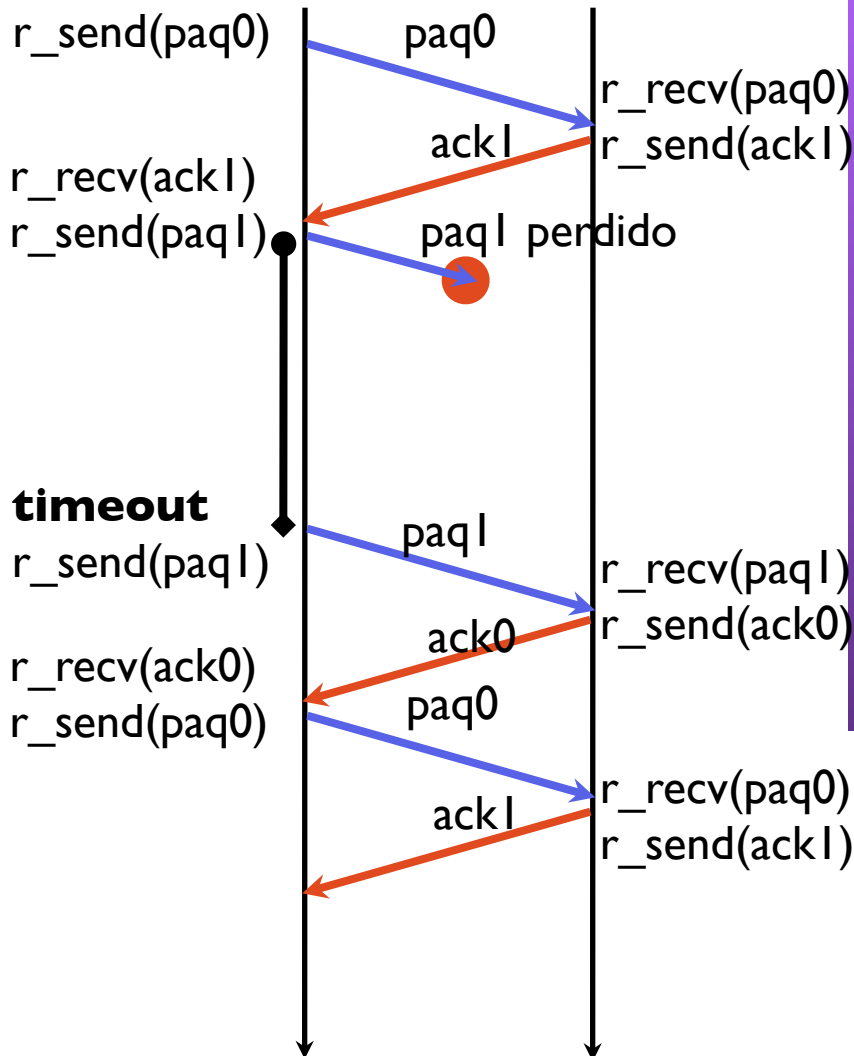 r_send(paq0)
paq0
r_recv(paq0)
ack1
r_send(ack1)
r_recv(ack1)
r_send(paq1)
paq1 perdido
timeout
paq1
r_send(paq1)
r_recv(paq1)
ack0
r_send(ack0)
r_recv(ack0)
paq0
r_send(paq0)
r_recv(paq0)
ack1
r_send(ack1)